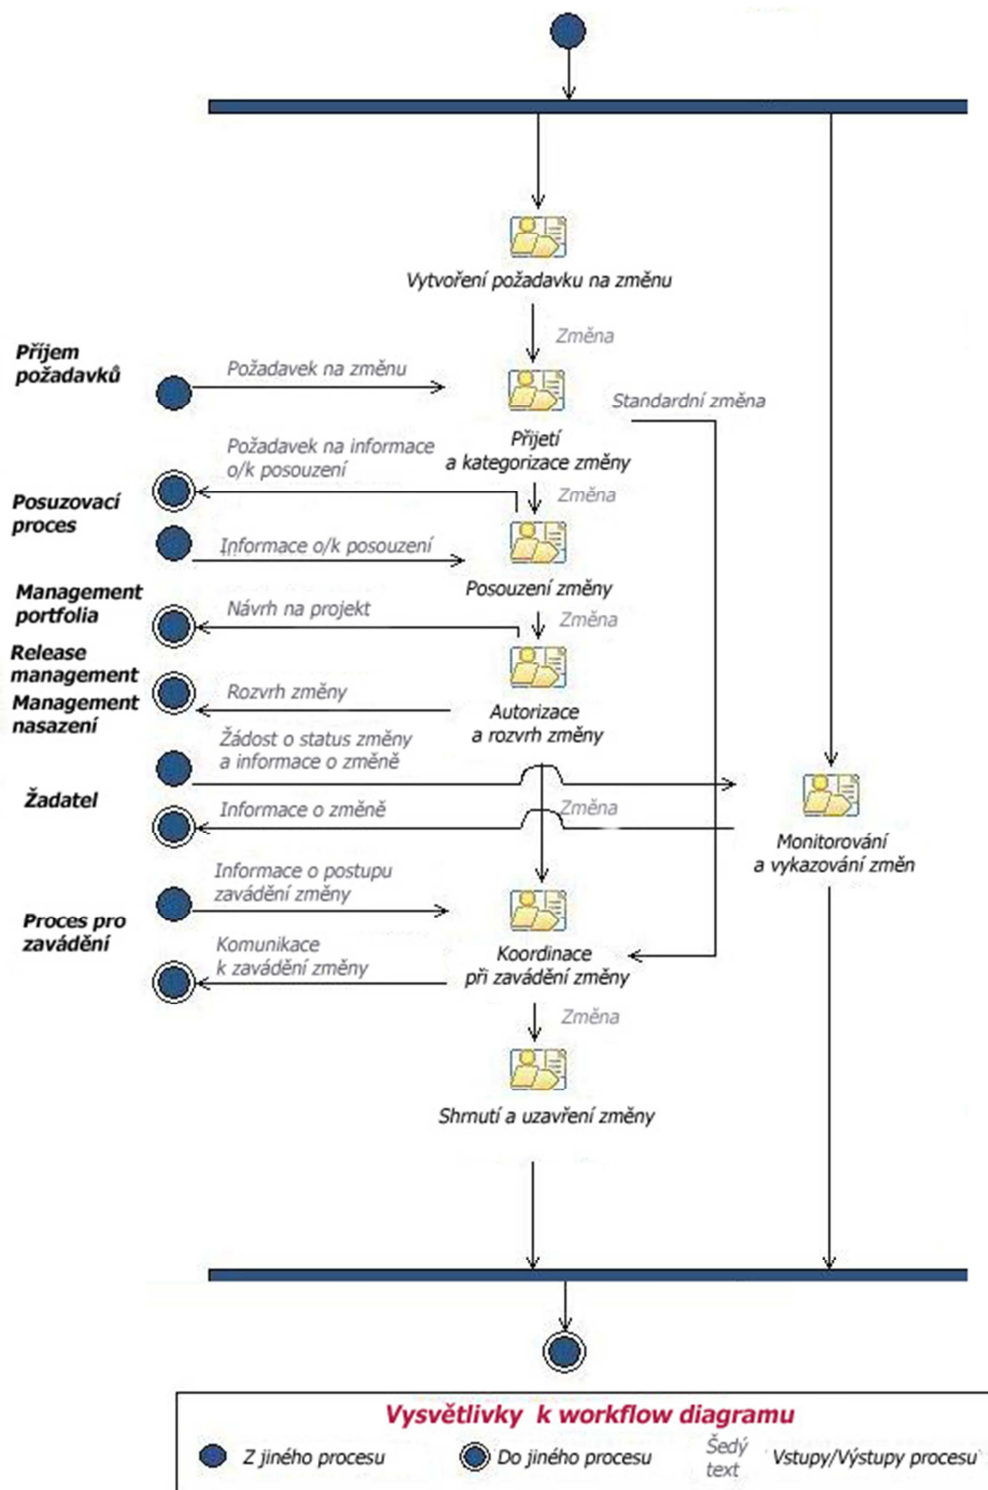 Vytvoření požadavku na změnu
Změna
Příjem
požadavků
Požadavek na změnu
Standardní změna
Přijetí
a kategorizace změny
Požadavek na informace
o/k posouzení
Změna
Posuzovací
proces
Informace o/k posouzení
Posouzení změny
Management
portfolia
Návrh na projekt
Změna
Release
management
Management
nasazení
Rozvrh změny
Autorizace
a rozvrh změny
Žádost o status změny
a informace o změně
Žadatel
Informace o změně
Změna
Monitorování
a vykazování změn
Informace o postupu
zavádění změny
Proces pro
zavádění
Komunikace
k zavádění změny
Koordinace
při zavádění změny
Změna
Shrnutí a uzavření změny
Vysvětlivky k workflow diagramu
Z jiného procesu
Do jiného procesu
Šedý
text
Vstupy/Výstupy procesu